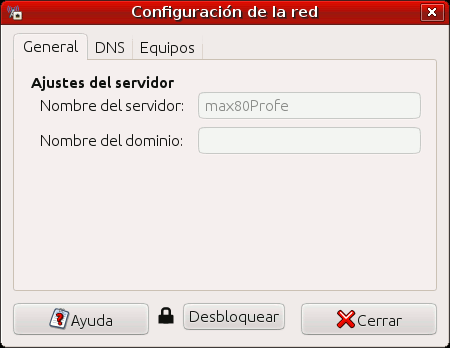 Configuración de la red
General DNS Equipos
Ajustes del servidor
Nombre del servidor: max80Profe
Nombre del dominio:
Ayuda Desbloquear Cerrar